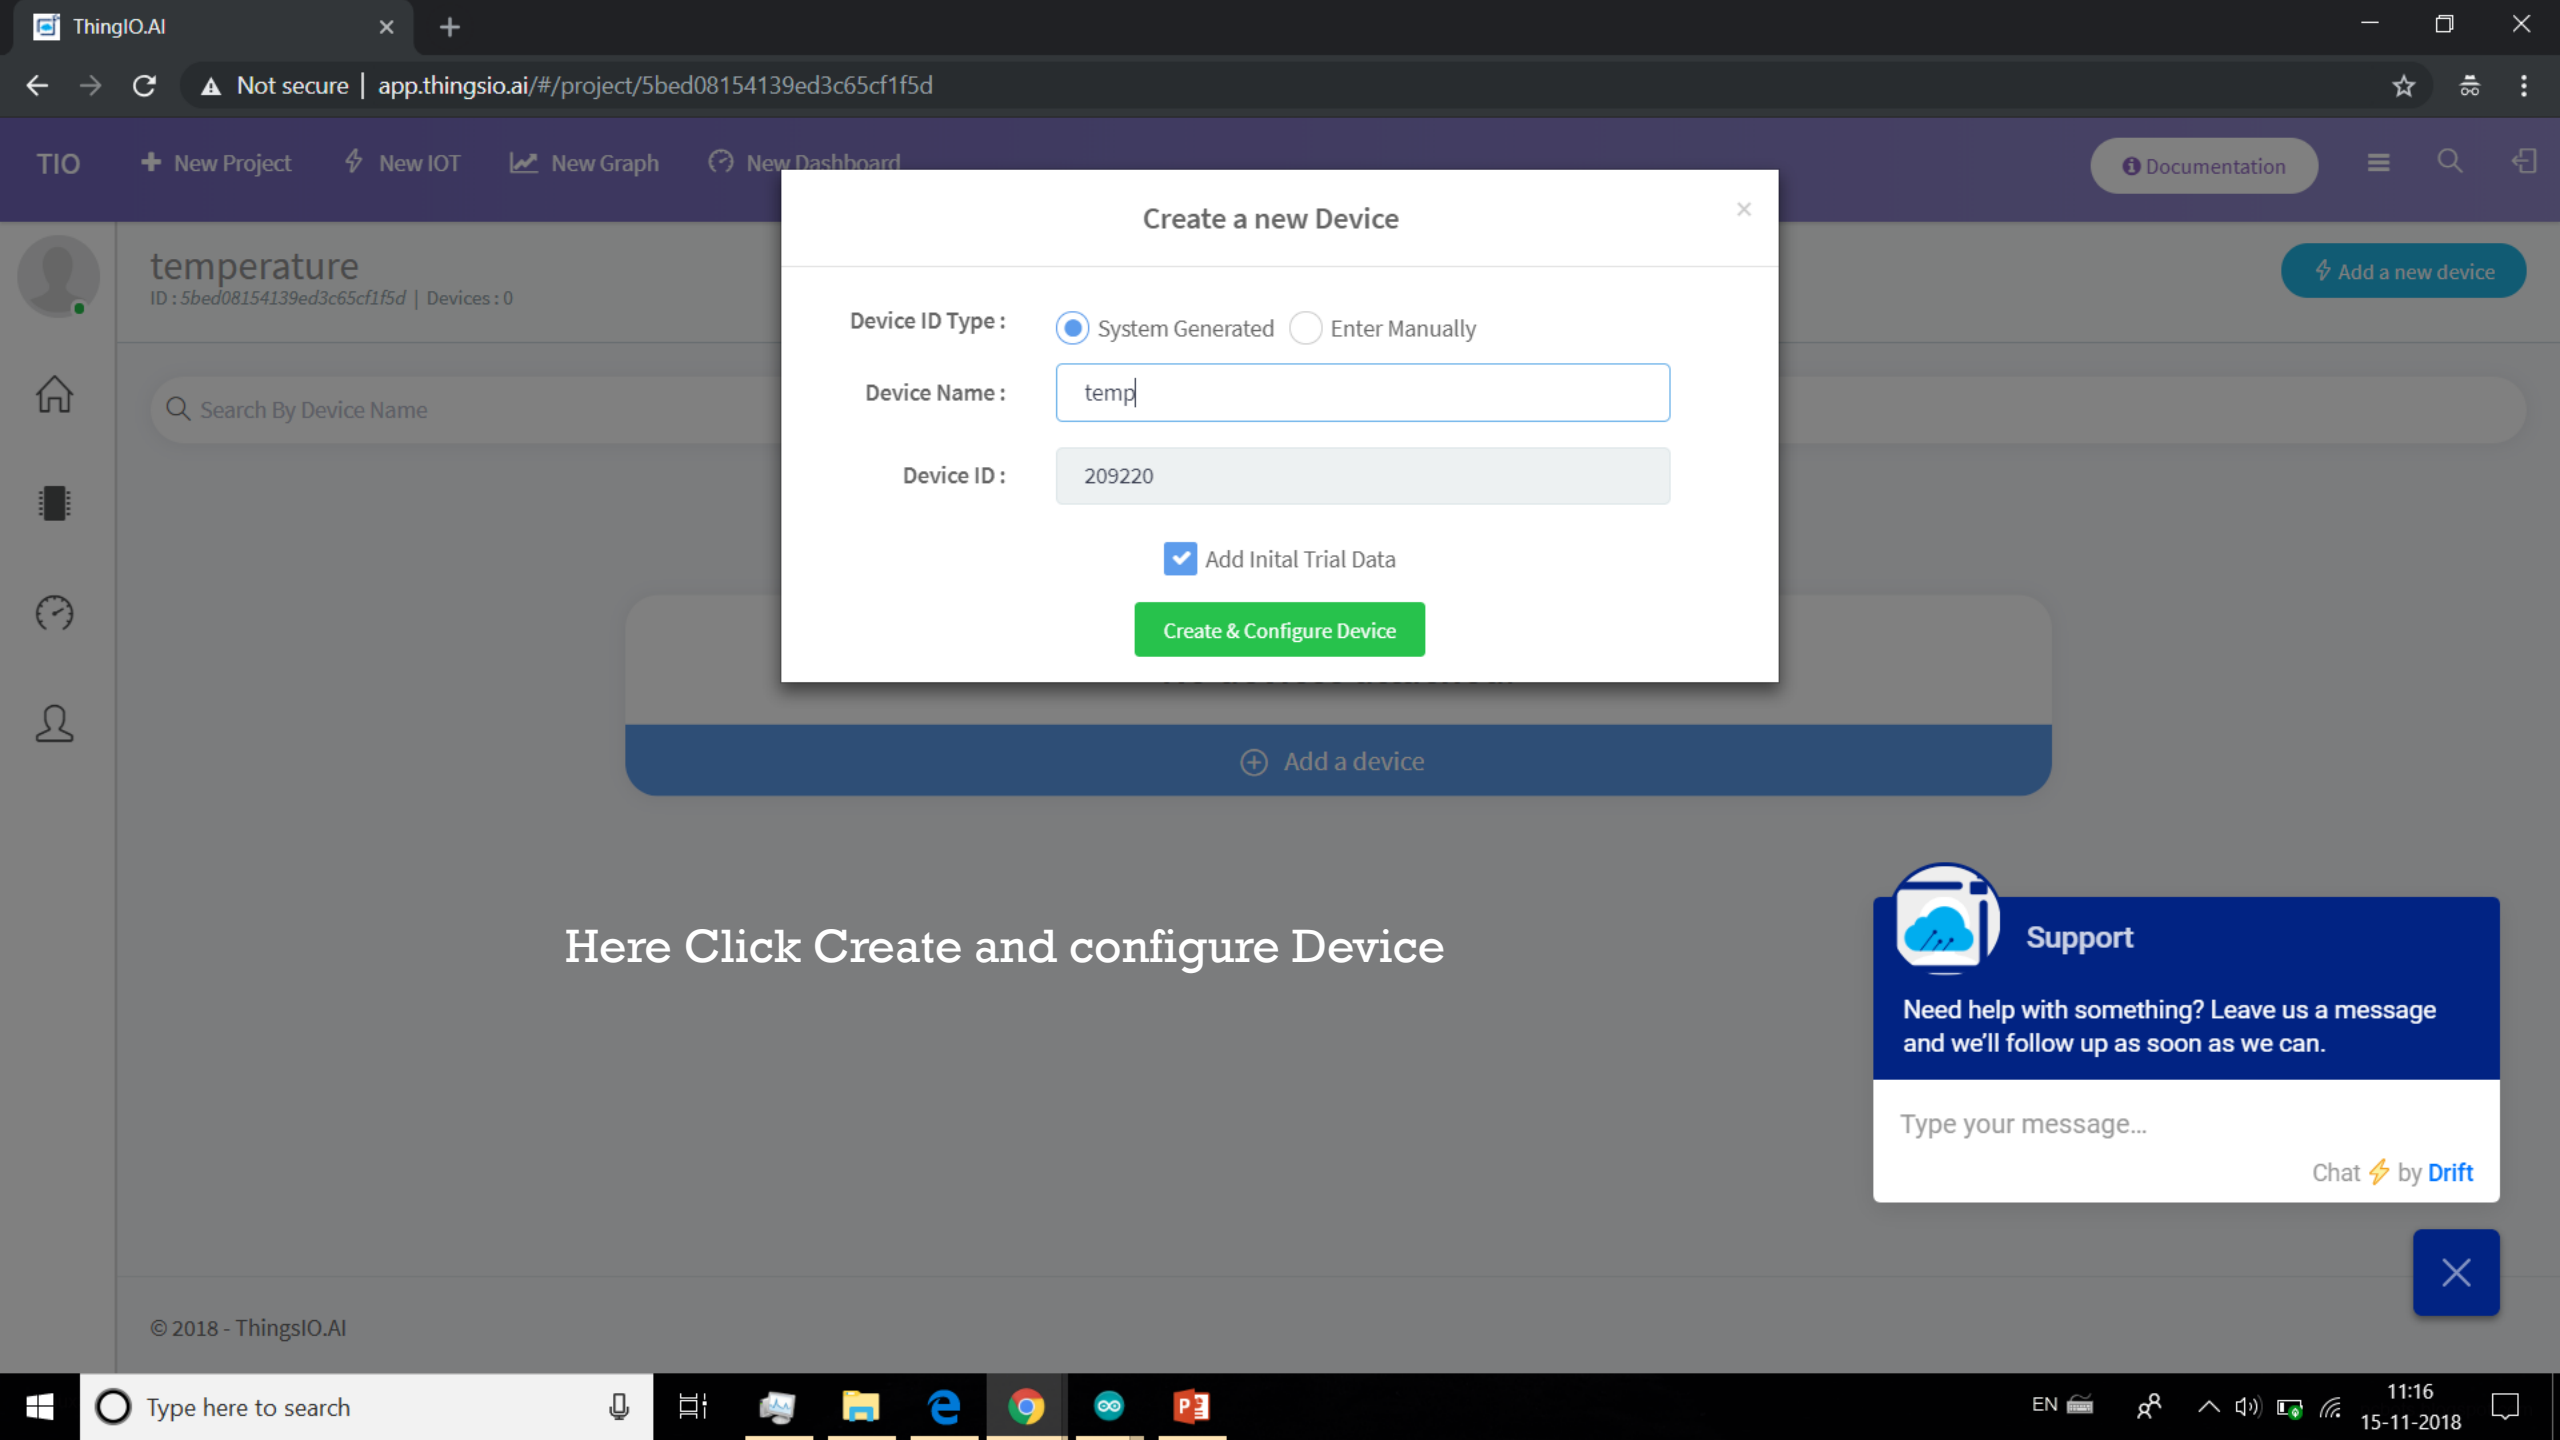 ThingIO.AI
Not secure | app.thingsio.ai/#/project/5bed08154139ed3c65cf1f5d
TIO New Project New IOT New Graph New Dashboard Documentation
Create a new Device
temperature
ID : 5bed08154139ed3c65cf1f5d | Devices : 0
Add a new device
Device ID Type : System Generated Enter Manually
Device Name : temp
Search By Device Name
Device ID : 209220
Add Inital Trial Data
Create & Configure Device
Add a device
Here Click Create and configure Device
Support
Need help with something? Leave us a message
and we'll follow up as soon as we can.
Type your message...
Chat by Drift
© 2018 - ThingsIO.AI
Type here to search
EN
11:16
15-11-2018